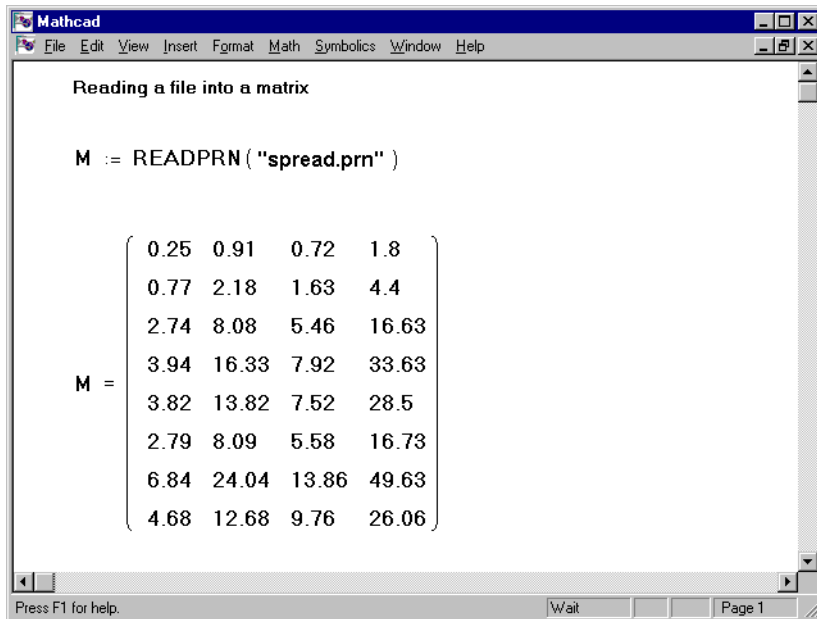 Mathcad
File Edit View Insert Format Math Symbolics Window Help
Reading a file into a matrix
M := READPRN ( "spread.prn" )
0.25 0.91 0.72 1.8
0.77 2.18 1.63 4.4
2.74 8.08 5.46 16.63
3.94 16.33 7.92 33.63
M =
3.82 13.82 7.52 28.5
2.79 8.09 5.58 16.73
6.84 24.04 13.86 49.63
4.68 12.68 9.76 26.06
Press F1 for help. Wait Page 1